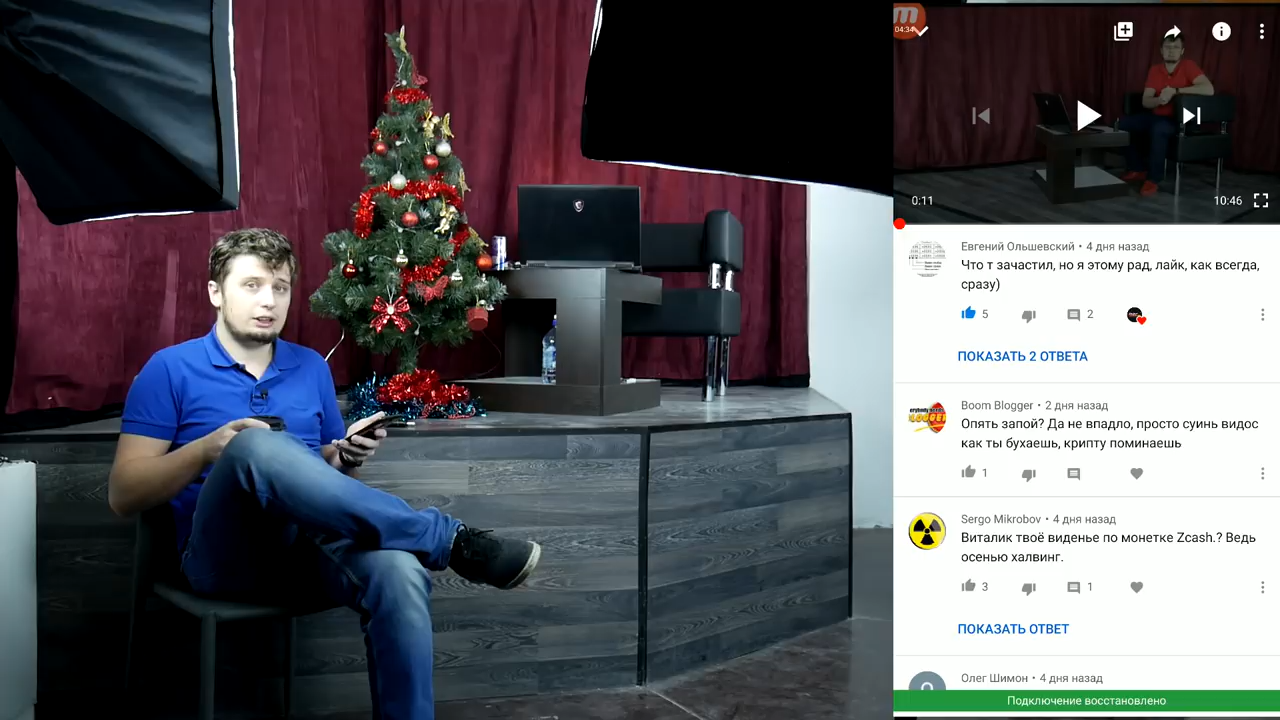 04:34
0:11
10:46
Евгений Ольшевский • 4 дня назад
Что т зачастил, но я этому рад, лайк, как всегда,
сразу)
5
2
ПОКАЗАТЬ 2 ОТВЕТА
Boom Blogger • 2 дня назад
Опять запой? Да не впадло, просто суинь видос
как ты бухаешь, крипту поминаешь
1
Sergo Mikrobov • 4 дня назад
Виталик твоё виденье по монетке Zcash.? Ведь
осенью халвинг.
3
1
ПОКАЗАТЬ ОТВЕТ
Олег Шимон • 4 дня назад
Подключение восстановлено